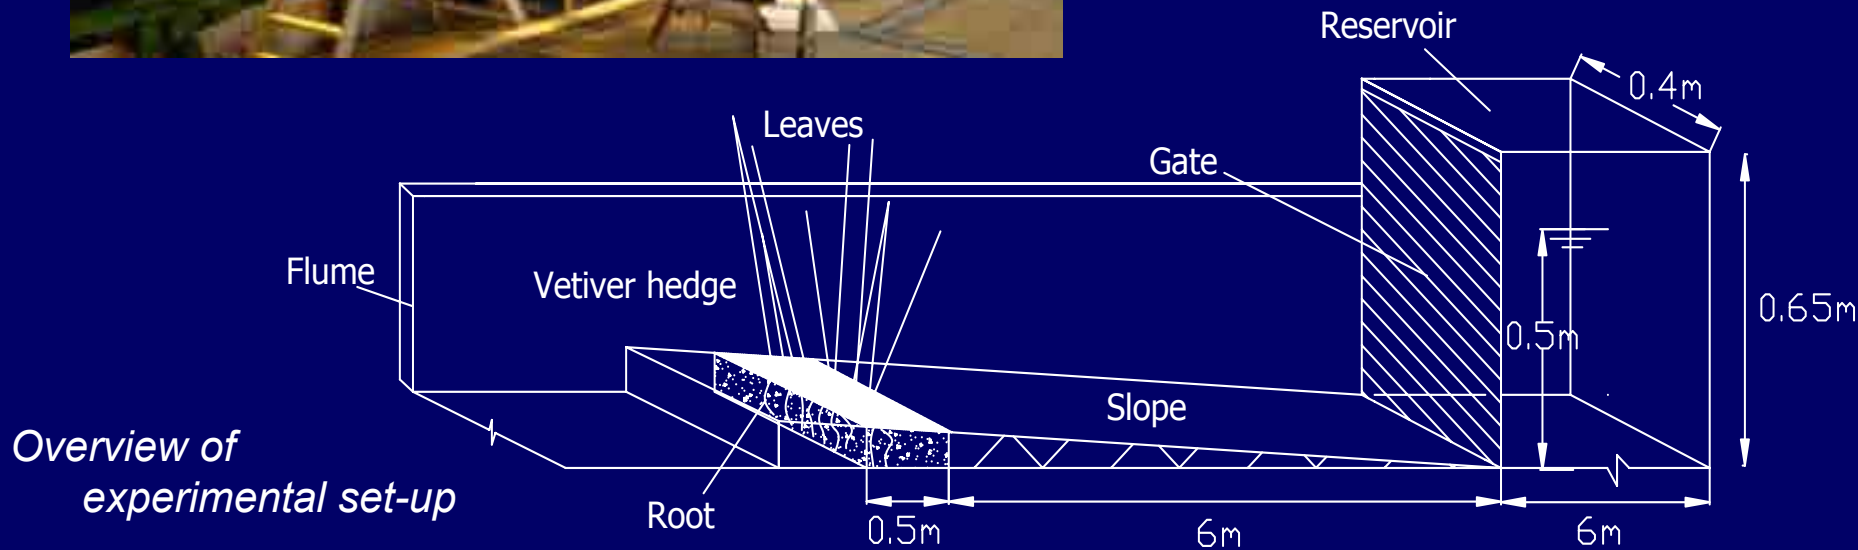 Reservoir
0.4m
Leaves
Gate
Flume
Vetiver hedge
0.65m
0.5m
Slope
Overview of
experimental set-up
Root
0.5m
6m
6m